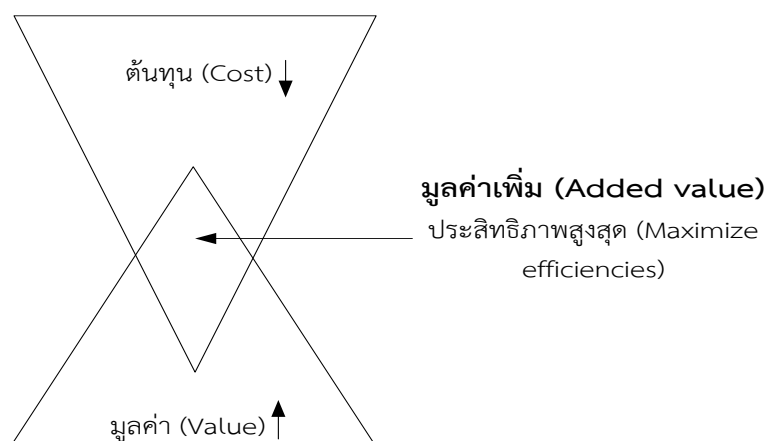 ต้นทุน (Cost)
มูลค่าเพิ่ม (Added value)
ประสิทธิภาพสูงสุด (Maximize
efficiencies)
มูลค่า (Value)